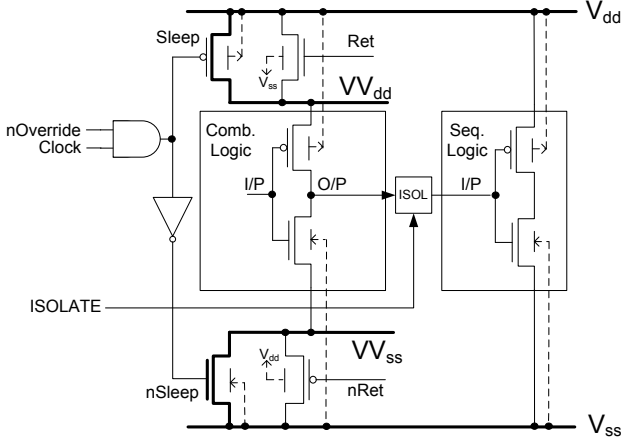 Vdd
Sleep
Ret
Vss
VVdd
nOverride
Clock
Comb.
Logic
Seq.
Logic
I/P
O/P
ISOL
I/P
ISOLATE
VVss
Vdd
nSleep
nRet
Vss